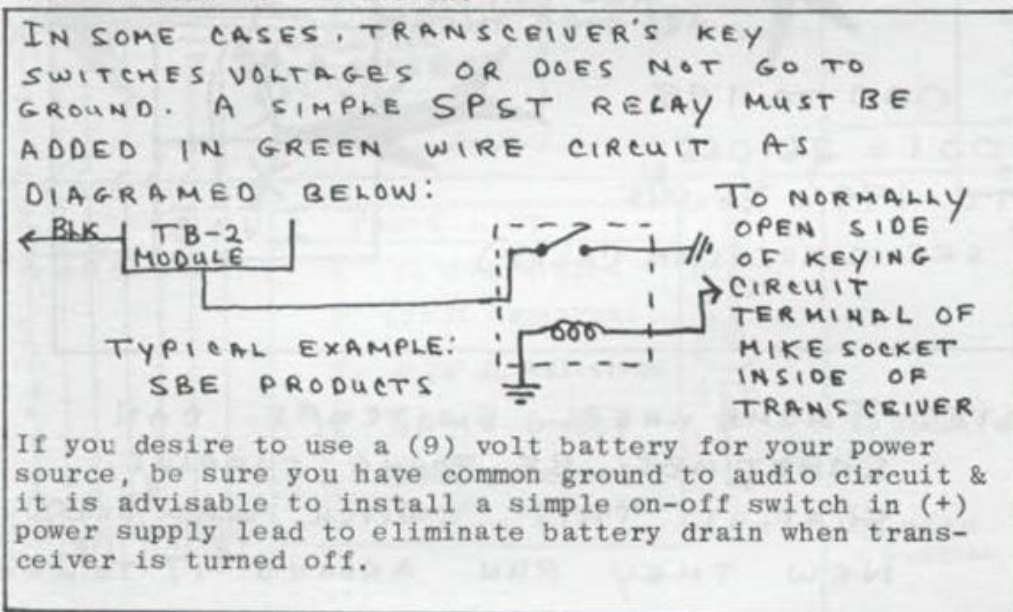 IN SOME CASES, TRANSCEIVER'S KEY
SWITCHES VOLTAGES OR DOES NOT GO TO
GROUND. A SIMPLE SPST RELAY MUST BE
ADDED IN GREEN WIRE CIRCUIT AS
DIAGRAMED BELOW:
BLK
TB-2
MODULE
TO NORMALLY
OPEN SIDE
OF KEYING
CIRCUIT
TERMINAL OF
MIKE SOCKET
INSIDE OF
TRANSCEIVER
TYPICAL EXAMPLE:
SBE PRODUCTS
If you desire to use a (9) volt battery for your power
source, be sure you have common ground to audio circuit &
it is advisable to install a simple on-off switch in (+)
power supply lead to eliminate battery drain when trans-
ceiver is turned off.